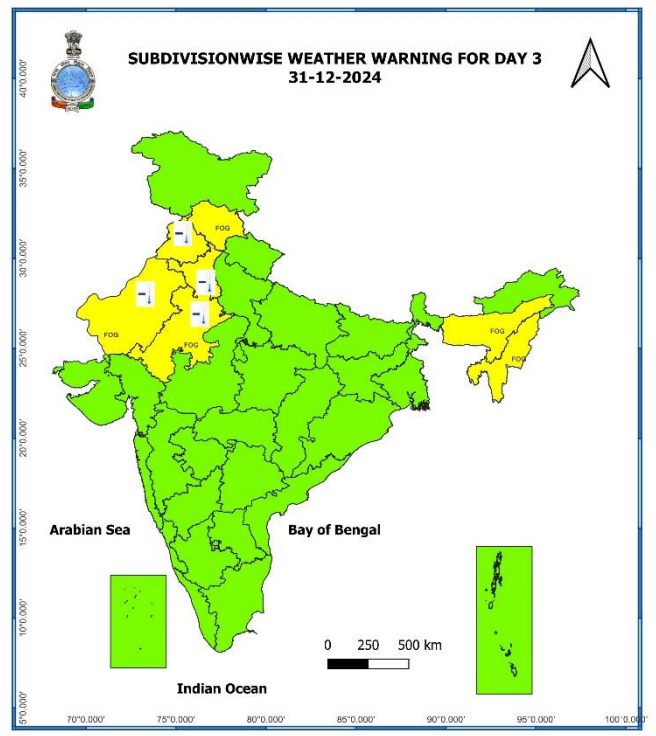 SUBDIVISIONWISE WEATHER WARNING FOR DAY 3
31-12-2024
40°0.000'
35°0.000'
FOG
30°0.000'
FOG
FOG
FOG
FOG
25°0.000'
20°0.000'
15°0.000'
Arabian Sea
Bay of Bengal
10°0.000'
0 250 500 km
Indian Ocean
5°0.000'
70°0.000' 75°0.000' 80°0.000' 85°0.000' 90°0.000' 95°0.000' 100°0.000'